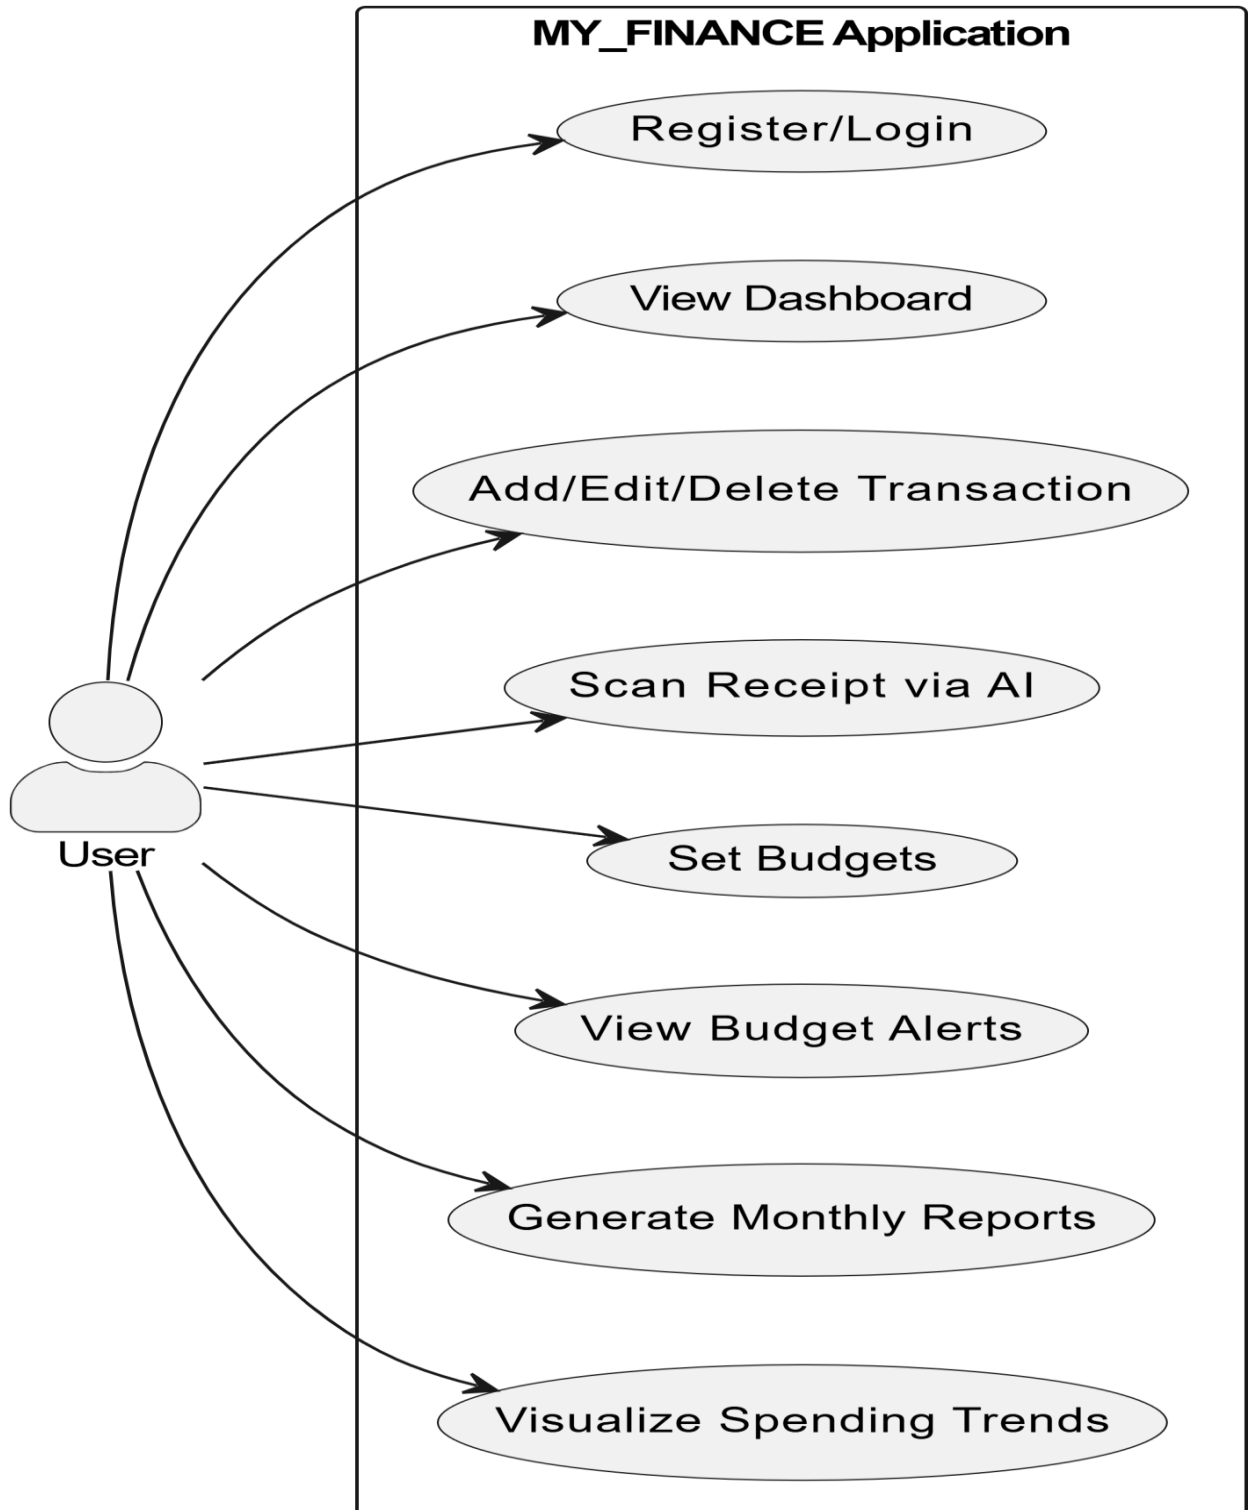 MY_FINANCE Application
Register/Login
View Dashboard
Add/Edit/Delete Transaction
Scan Receipt via AI
User
Set Budgets
View Budget Alerts
Generate Monthly Reports
Visualize Spending Trends